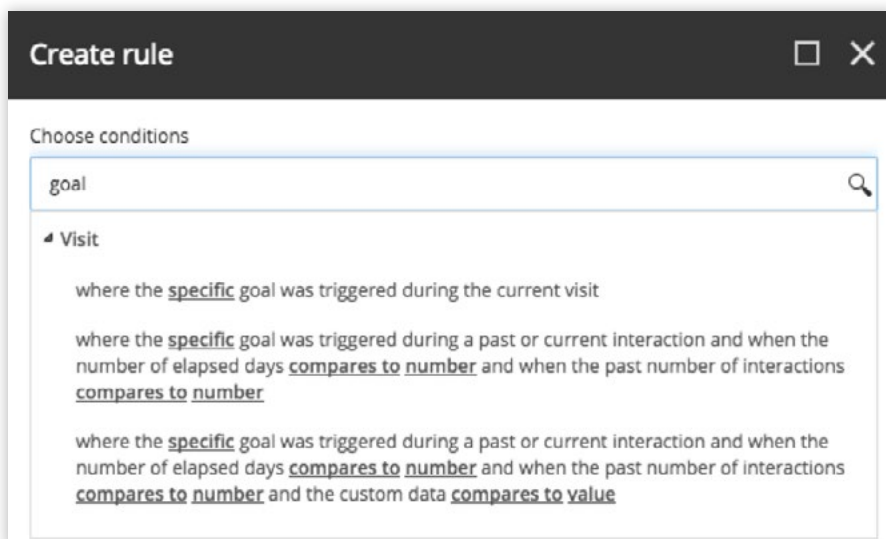 Create rule
Choose conditions
goal
Visit
where the specific goal was triggered during the current visit
where the specific goal was triggered during a past or current interaction and when the
number of elapsed days compares to number and when the past number of interactions
compares to number
where the specific goal was triggered during a past or current interaction and when the
number of elapsed days compares to number and when the past number of interactions
compares to number and the custom data compares to value